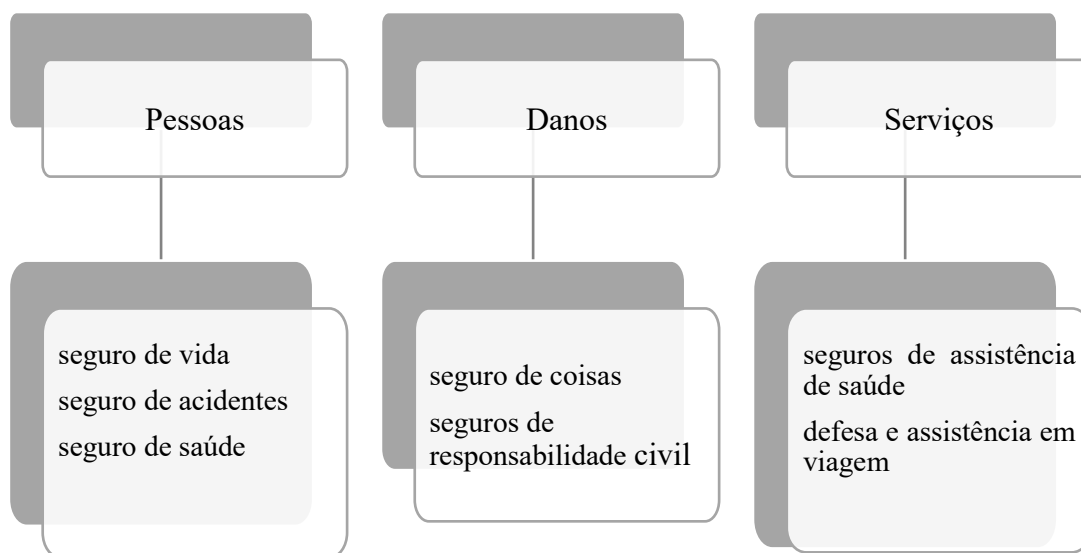 Pessoas
seguro de vida
seguro de acidentes
seguro de saúde
Danos
seguro de coisas
seguros de
responsabilidade civil
Serviços
seguros de assistência
de saúde
defesa e assistência em
viagem